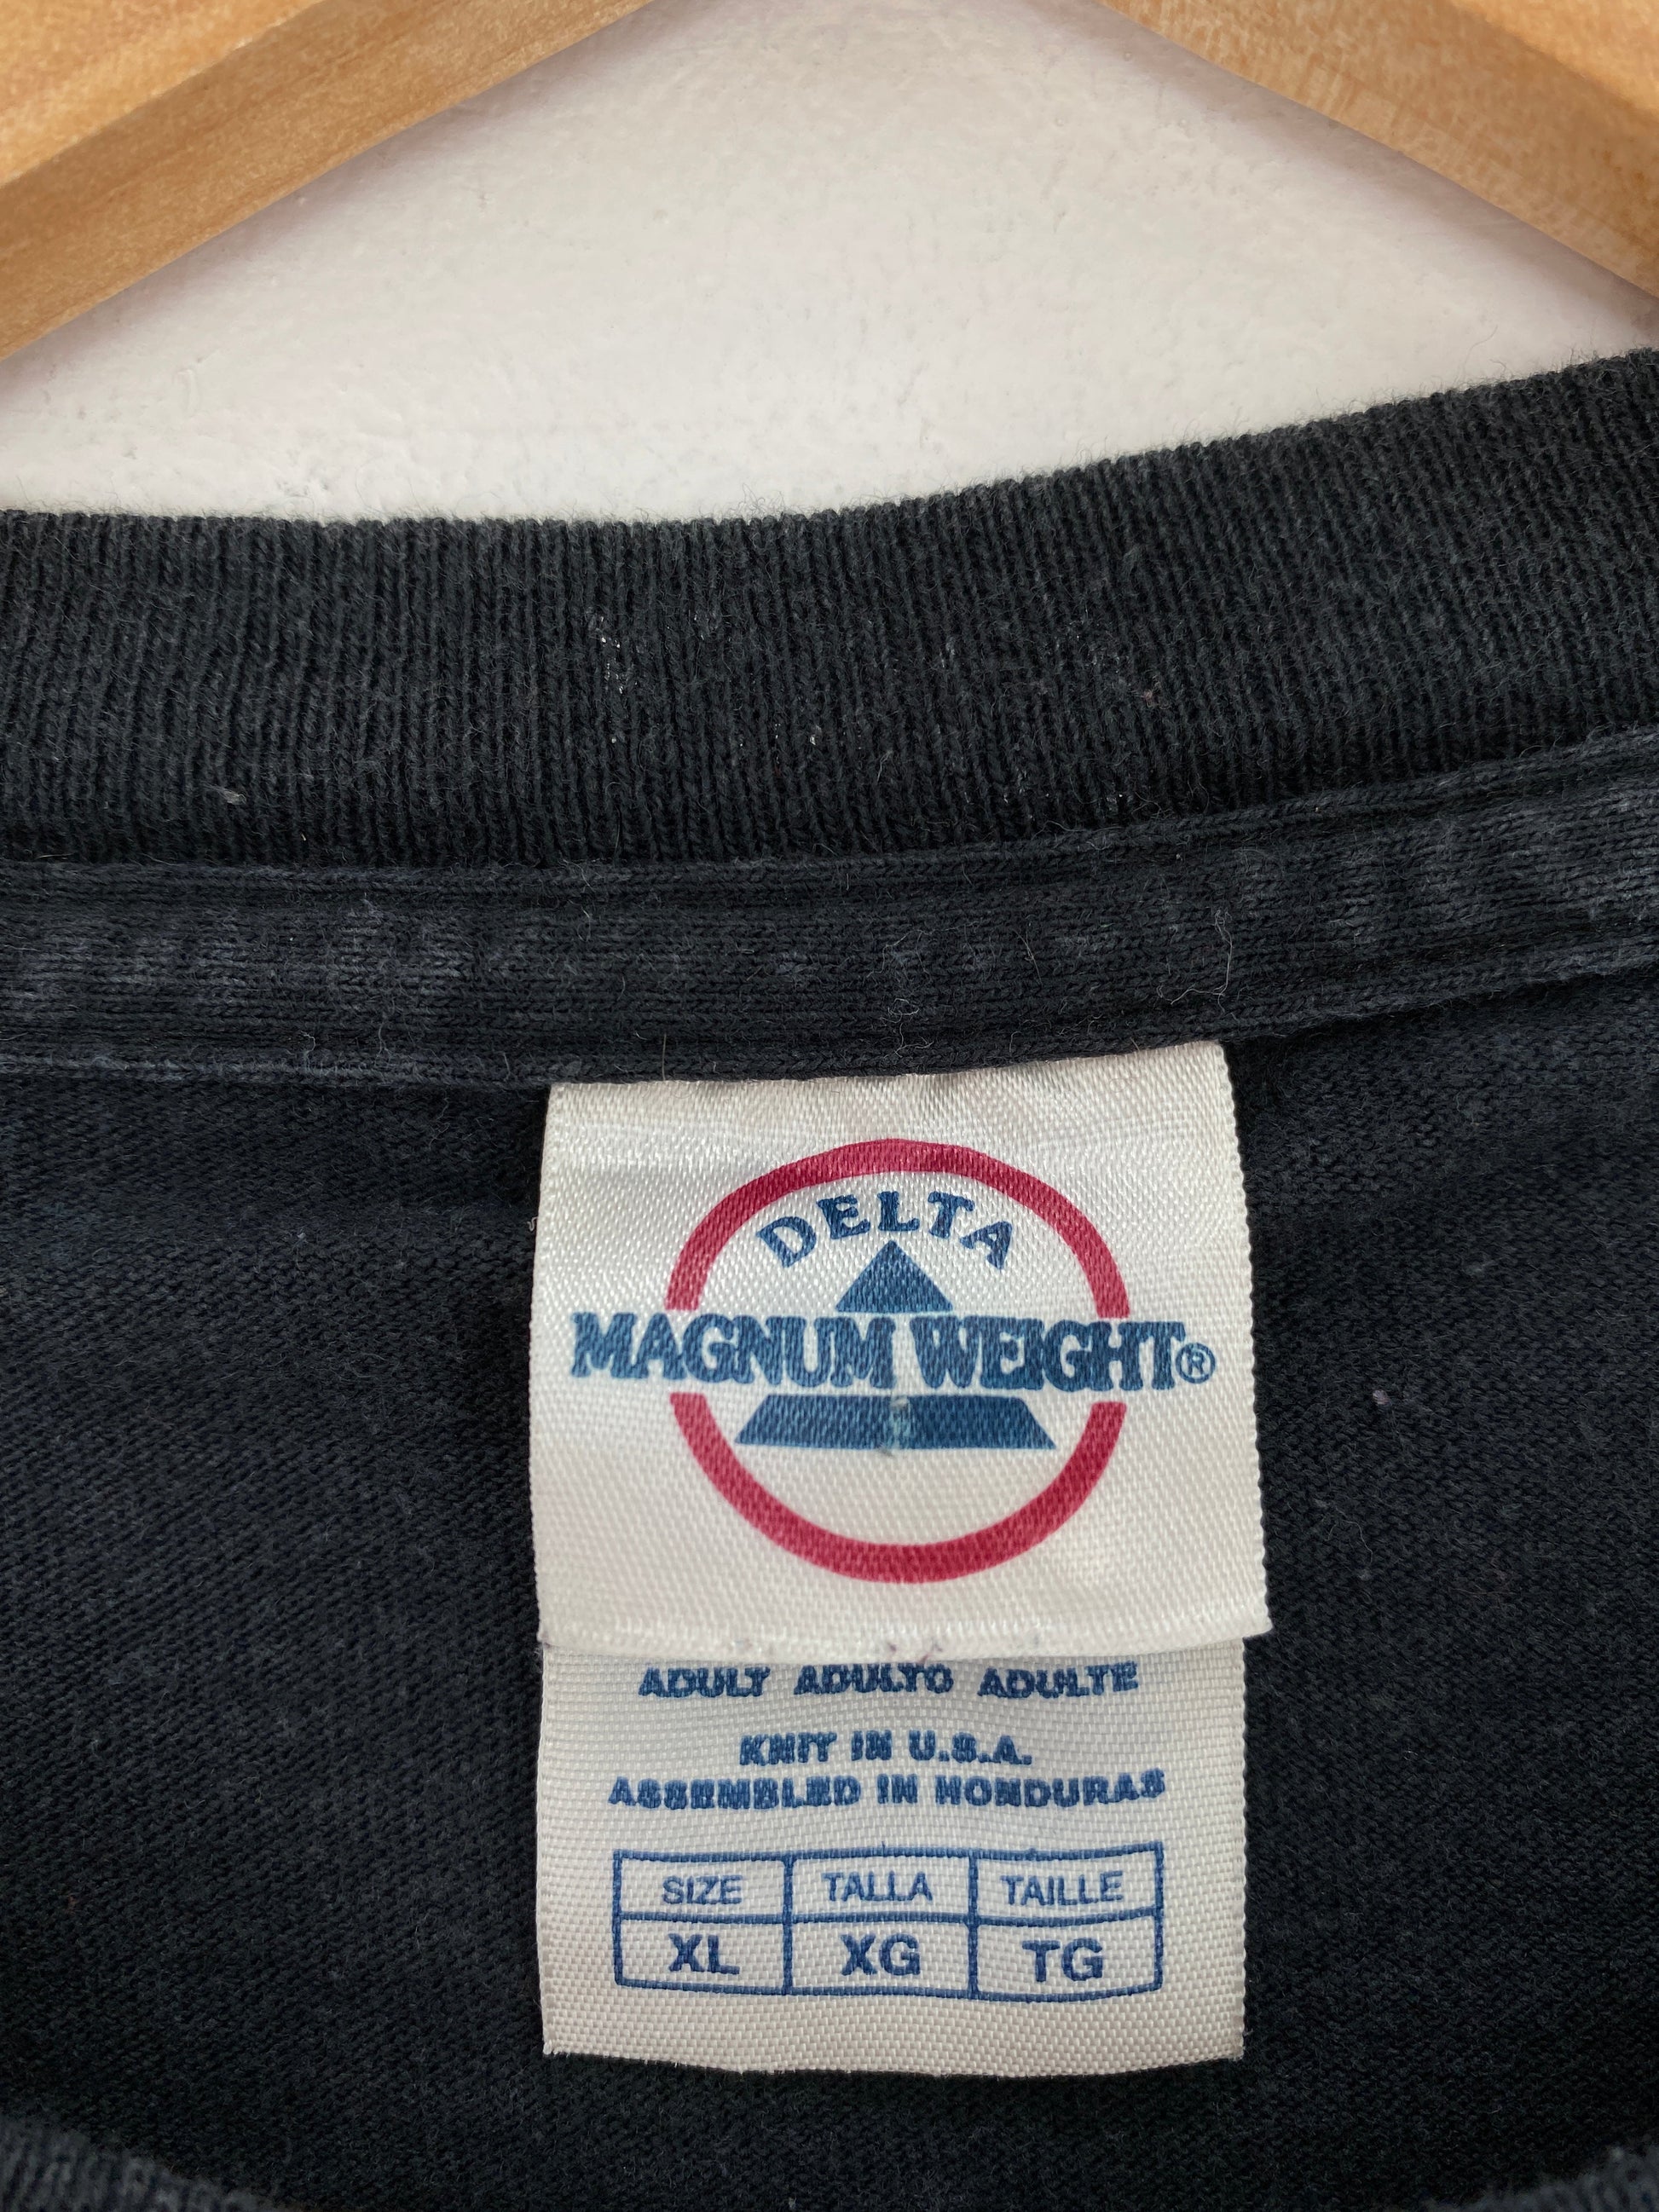 DELTA
MAGNUM WEIGHT®
ADULT ADULTO ADULTE
KNIT IN U.S.A.
ASSEMBLED IN HONDURAS
SIZE TALLA TAILLE
XL XG TG